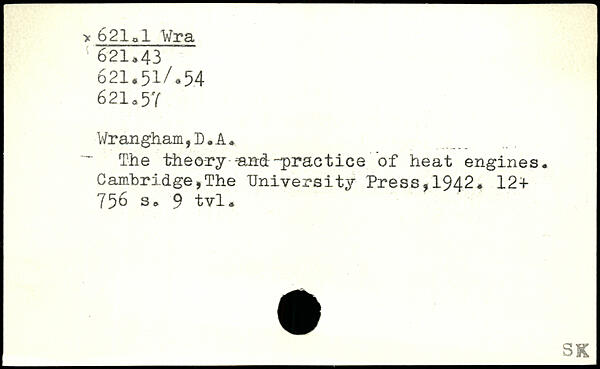 x 621.1 Wra
621.43
621.51/.54
621.57
Wrangham,D.A.
The theory and practice of heat engines.
Cambridge,The University Press,1942. 12+
756 s. 9 tvl.
SK